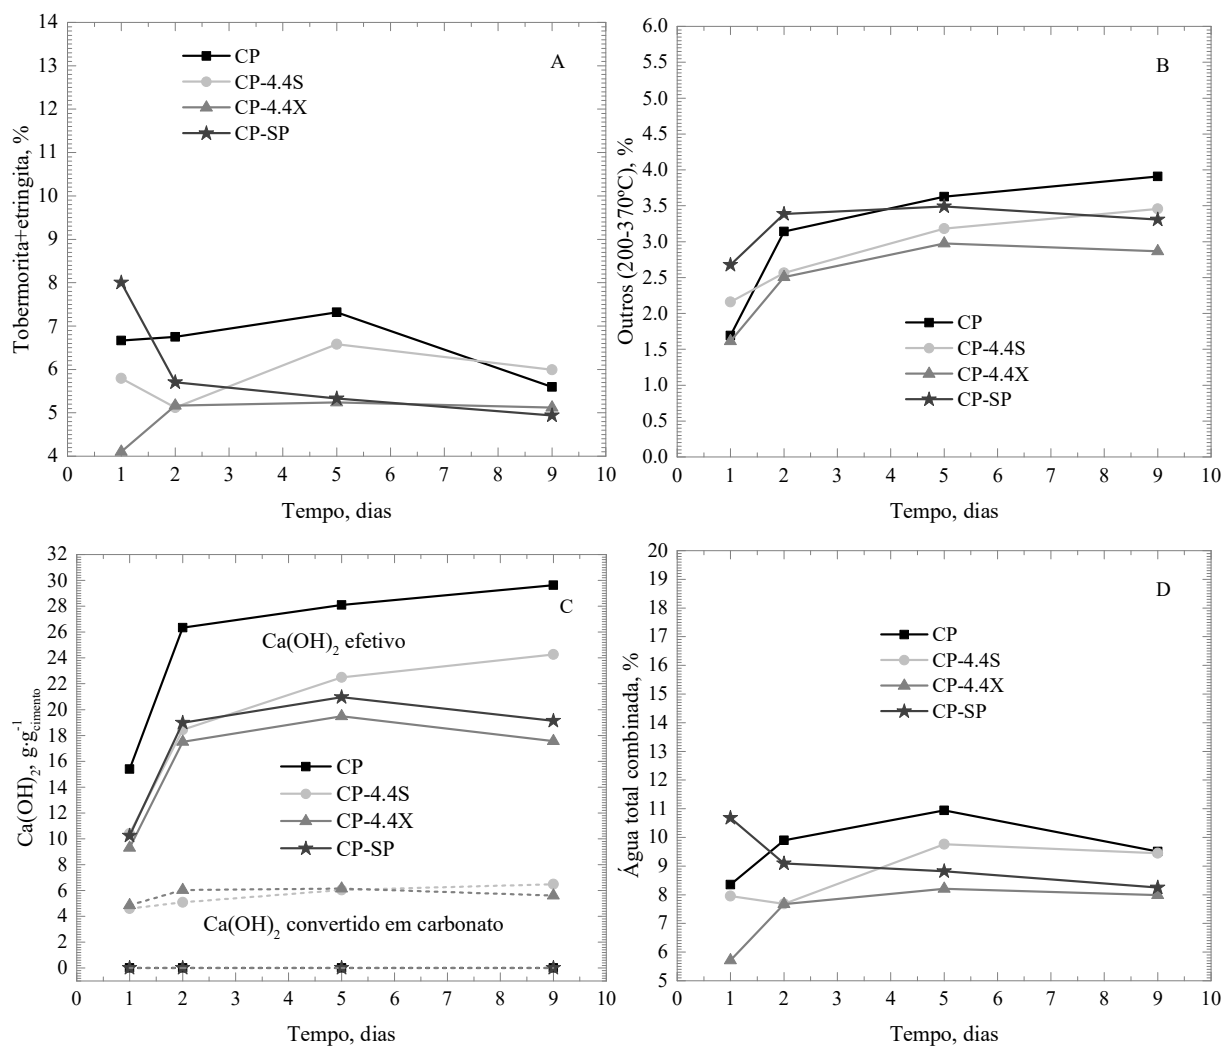 14
13
12
11
10
9
8
7
6
5
4
0 1 2 3 4 5 6 7 8 9 10
Tobermorita+etringita, %
Tempo, dias
CP
CP-4.4S
CP-4.4X
CP-SP
A
6.0
5.5
5.0
4.5
4.0
3.5
3.0
2.5
2.0
1.5
1.0
0.5
0.0
0 1 2 3 4 5 6 7 8 9 10
Outros (200-370ºC), %
Tempo, dias
B
CP
CP-4.4S
CP-4.4X
CP-SP
32
30
28
26
24
22
20
18
16
14
12
10
8
6
4
2
0
0 1 2 4 5 6 7 8 9 10
Ca(OH)₂, g·g⁻¹cimento
Tempo, dias
C
Ca(OH)₂ efetivo
CP
CP-4.4S
CP-4.4X
CP-SP
Ca(OH)₂ convertido em carbonato
20
19
18
17
16
15
14
13
12
11
10
9
8
7
6
5
0 1 2 3 4 5 6 7 8 9 10
Água total combinada, %
Tempo, dias
D
CP
CP-4.4S
CP-4.4X
CP-SP